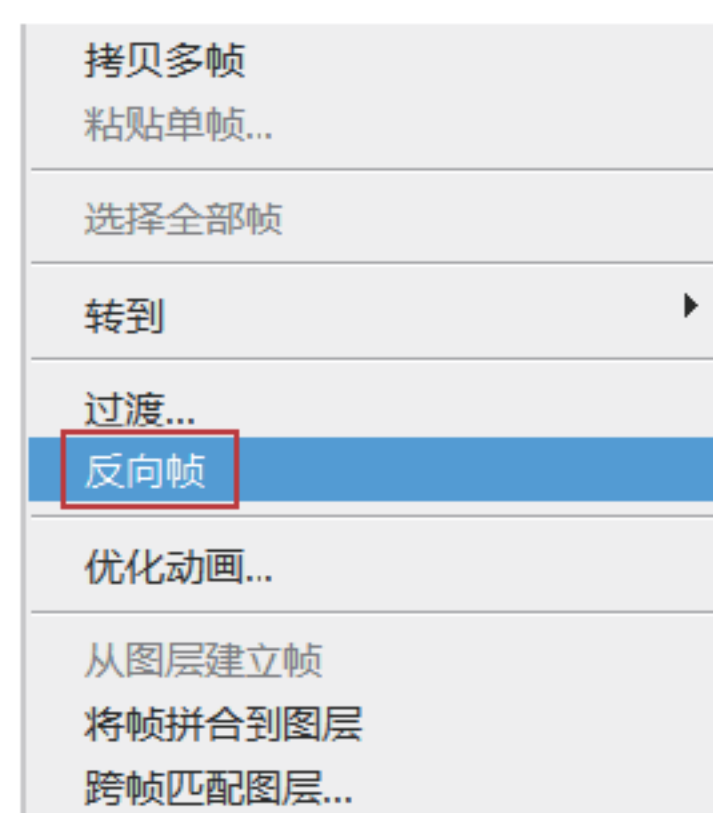 拷贝多帧
粘贴单帧...
选择全部帧
转到
过渡...
反向帧
优化动画...
从图层建立帧
将帧拼合到图层
跨帧匹配图层...